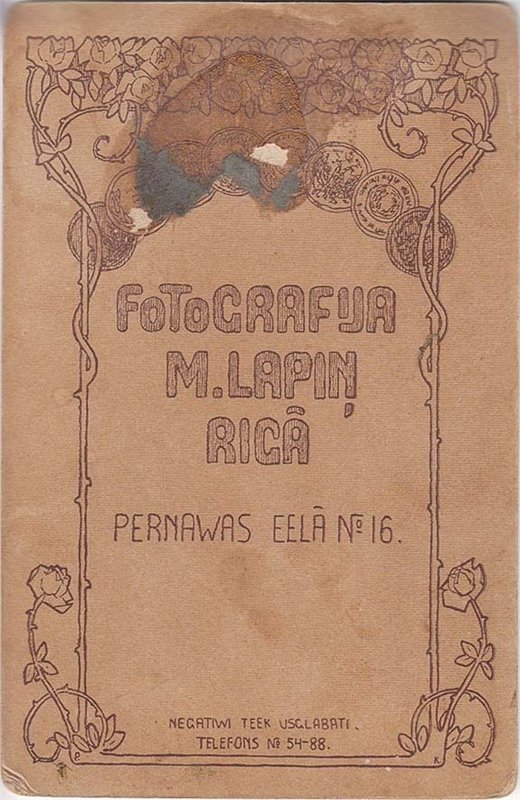 FOTOGRAFIJA
M. LAPIŅ
RIGĀ
PERNAWAS EELĀ No 16.
NEGATIWI TEEK USGLABATI.
TELEFONS No 54-88.
P K